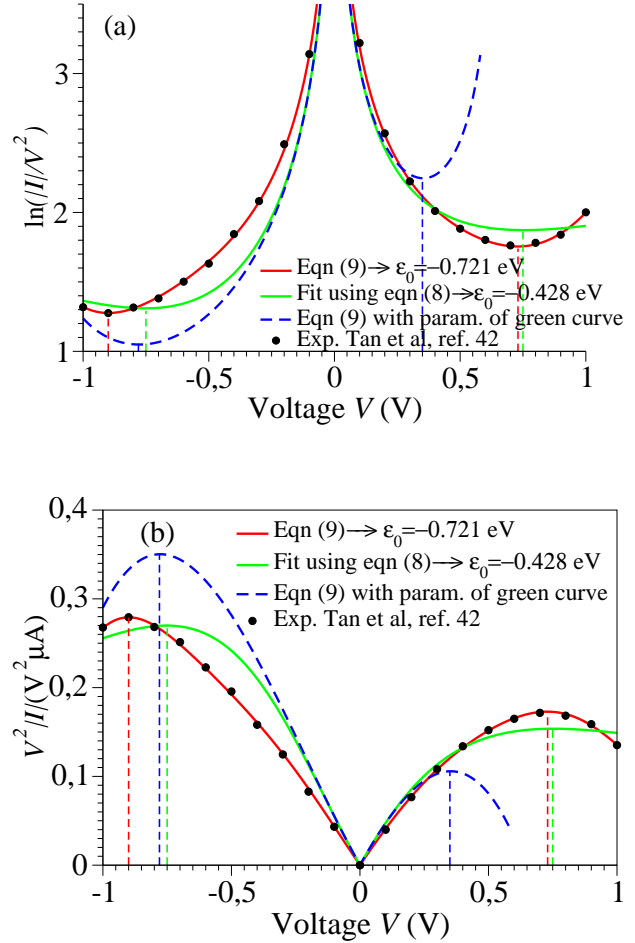 (a)
3
2
1
ln(|I|/V²)
Eqn (9)→ ε₀=−0.721 eV
Fit using eqn (8)→ε₀=−0.428 eV
Eqn (9) with param. of green curve
Exp. Tan et al, ref. 42
-1 -0,5 0 0,5 1
Voltage V (V)
(b)
0,4
0,3
0,2
0,1
0
V²/|I|/(V²μA)
Eqn (9)→ ε₀=−0.721 eV
Fit using eqn (8)→ ε₀=−0.428 eV
Eqn (9) with param. of green curve
Exp. Tan et al, ref. 42
-1 -0,5 0 0,5 1
Voltage V (V)